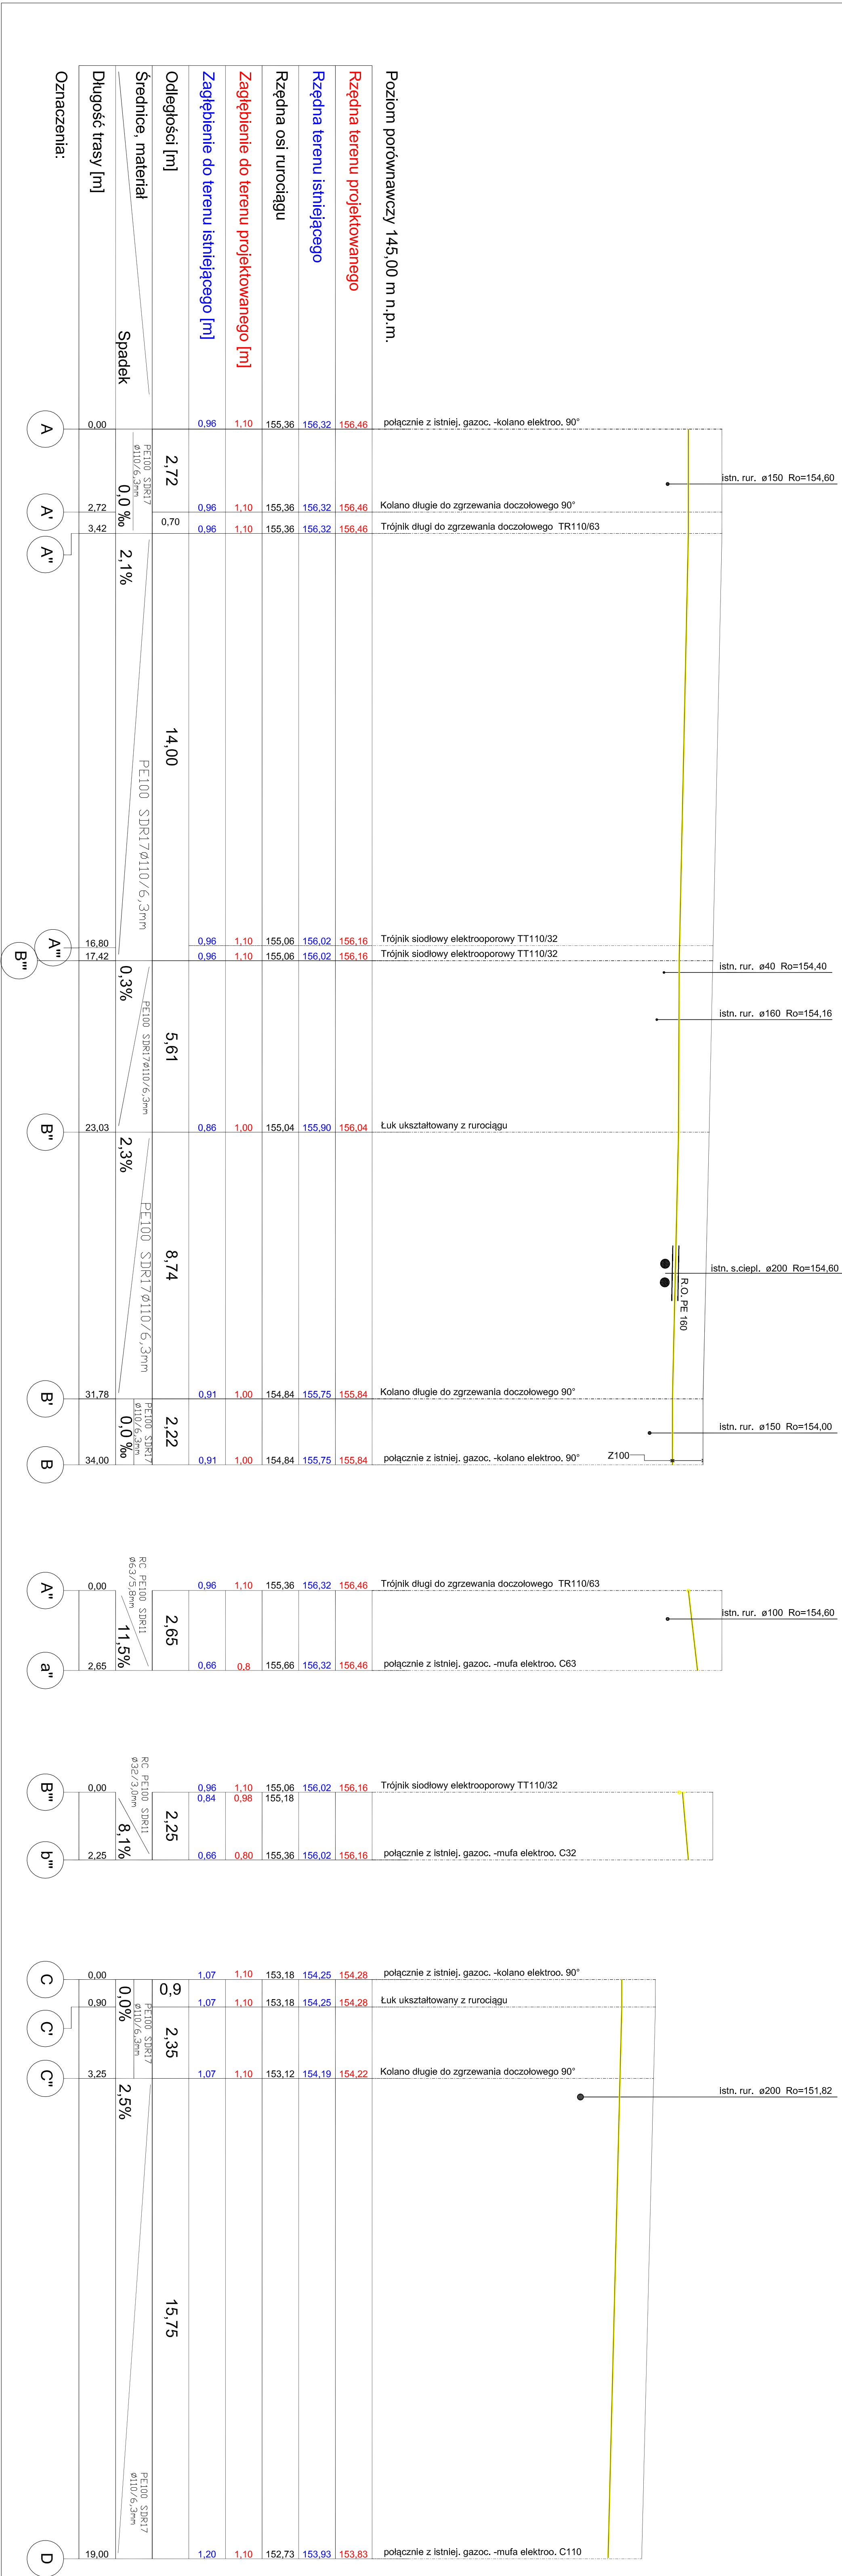 Poziom porównawczy 145,00 m n.p.m.
Rzędna terenu projektowanego
Rzędna terenu istniejącego
Rzędna osi rurociągu
Zagłębienie do terenu projektowanego [m]
Zagłębienie do terenu istniejącego [m]
Odległości [m]
Średnice, materiał
Spadek
Długość trasy [m]
Oznaczenia:
połącznie z istniej. gazoc. -kolano elektroo. 90°
156,46
156,32
155,36
1,10
0,96
0,00
A
istn. rur. ø150 Ro=154,60
2,72
PE100 SDR17
ø110/6,3mm
0,0 ‰
Kolano długie do zgrzewania doczołowego 90°
156,46
156,32
155,36
1,10
0,96
2,72
A'
0,70
Trójnik długi do zgrzewania doczołowego TR110/63
156,46
156,32
155,36
1,10
0,96
3,42
A"
2,1%
14,00
PE100 SDR17ø110/6,3mm
Trójnik siodłowy elektrooporowy TT110/32
156,16
156,02
155,06
1,10
0,96
16,80
A'''
Trójnik siodłowy elektrooporowy TT110/32
156,16
156,02
155,06
1,10
0,96
17,42
B'''
istn. rur. ø40 Ro=154,40
istn. rur. ø160 Ro=154,16
0,3%
5,61
PE100 SDR17ø110/6,3mm
Łuk ukształtowany z rurociągu
156,04
155,90
155,04
1,00
0,86
23,03
B"
2,3%
8,74
PE100 SDR17ø110/6,3mm
istn. s.ciepl. ø200 Ro=154,60
R.O. PE 160
Kolano długie do zgrzewania doczołowego 90°
155,84
155,75
154,84
1,00
0,91
31,78
B'
istn. rur. ø150 Ro=154,00
2,22
PE100 SDR17
ø110/6,3mm
0,0 ‰
Z100
połącznie z istniej. gazoc. -kolano elektroo. 90°
155,84
155,75
154,84
1,00
0,91
34,00
B
Trójnik długi do zgrzewania doczołowego TR110/63
156,46
156,32
155,36
1,10
0,96
0,00
A"
istn. rur. ø100 Ro=154,60
2,65
RC PE100 SDR11
ø63/5,8mm
11,5%
połącznie z istniej. gazoc. -mufa elektroo. C63
156,46
156,32
155,66
0,8
0,66
2,65
a"
Trójnik siodłowy elektrooporowy TT110/32
156,16
156,02
155,06
1,10
0,96
0,00
155,18
0,98
0,84
B'''
2,25
RC PE100 SDR11
ø32/3,0mm
8,1%
połącznie z istniej. gazoc. -mufa elektroo. C32
156,16
156,02
155,36
0,80
0,66
2,25
b'''
połącznie z istniej. gazoc. -kolano elektroo. 90°
154,28
154,25
153,18
1,10
1,07
0,00
C
0,9
0,0%
PE100 SDR17
ø110/6,3mm
Łuk ukształtowany z rurociągu
154,28
154,25
153,18
1,10
1,07
0,90
C'
2,35
Kolano długie do zgrzewania doczołowego 90°
154,22
154,19
153,12
1,10
1,07
3,25
C"
istn. rur. ø200 Ro=151,82
2,5%
15,75
PE100 SDR17
ø110/6,3mm
połącznie z istniej. gazoc. -mufa elektroo. C110
153,83
153,93
152,73
1,10
1,20
19,00
D